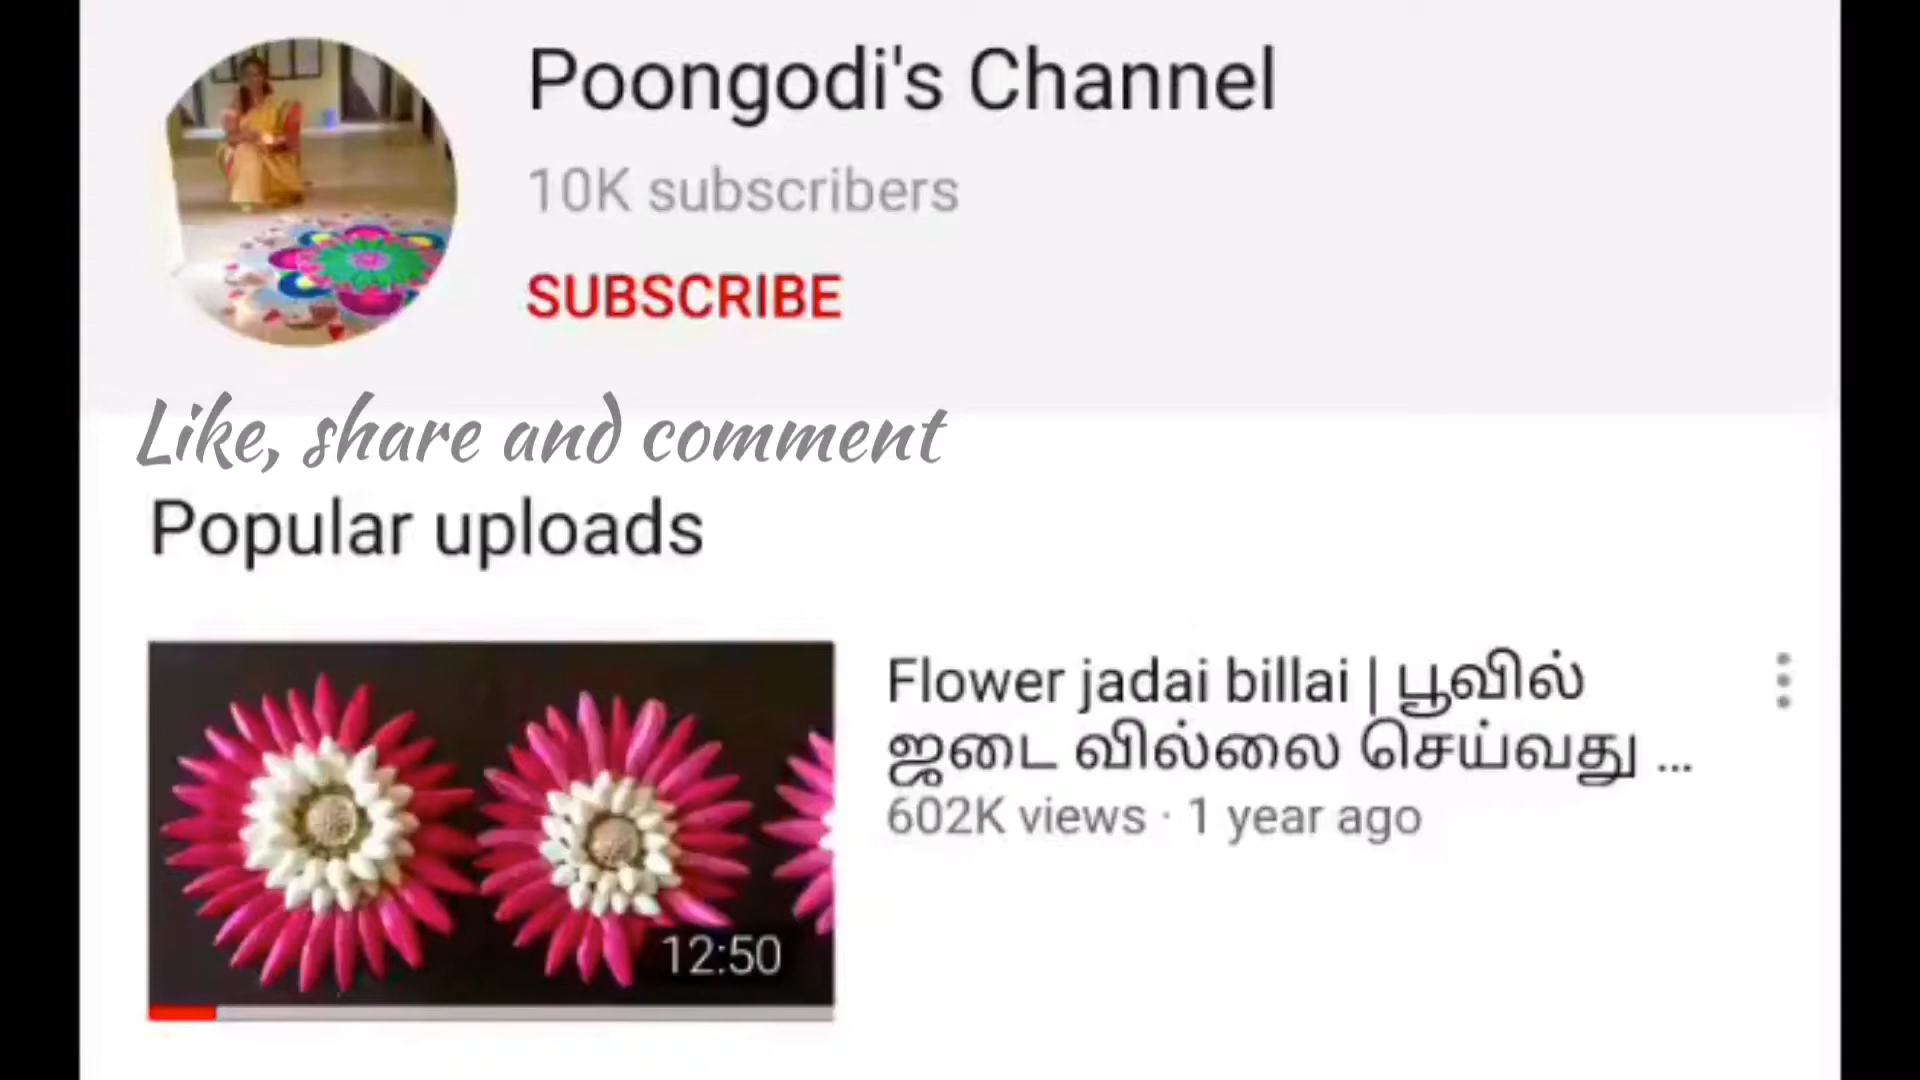 Poongodi's Channel
10K subscribers
SUBSCRIBE
Like, share and comment
Popular uploads
12:50
Flower jadai billai | பூவில்
ஜடை வில்லை செய்வது ...
602K views · 1 year ago